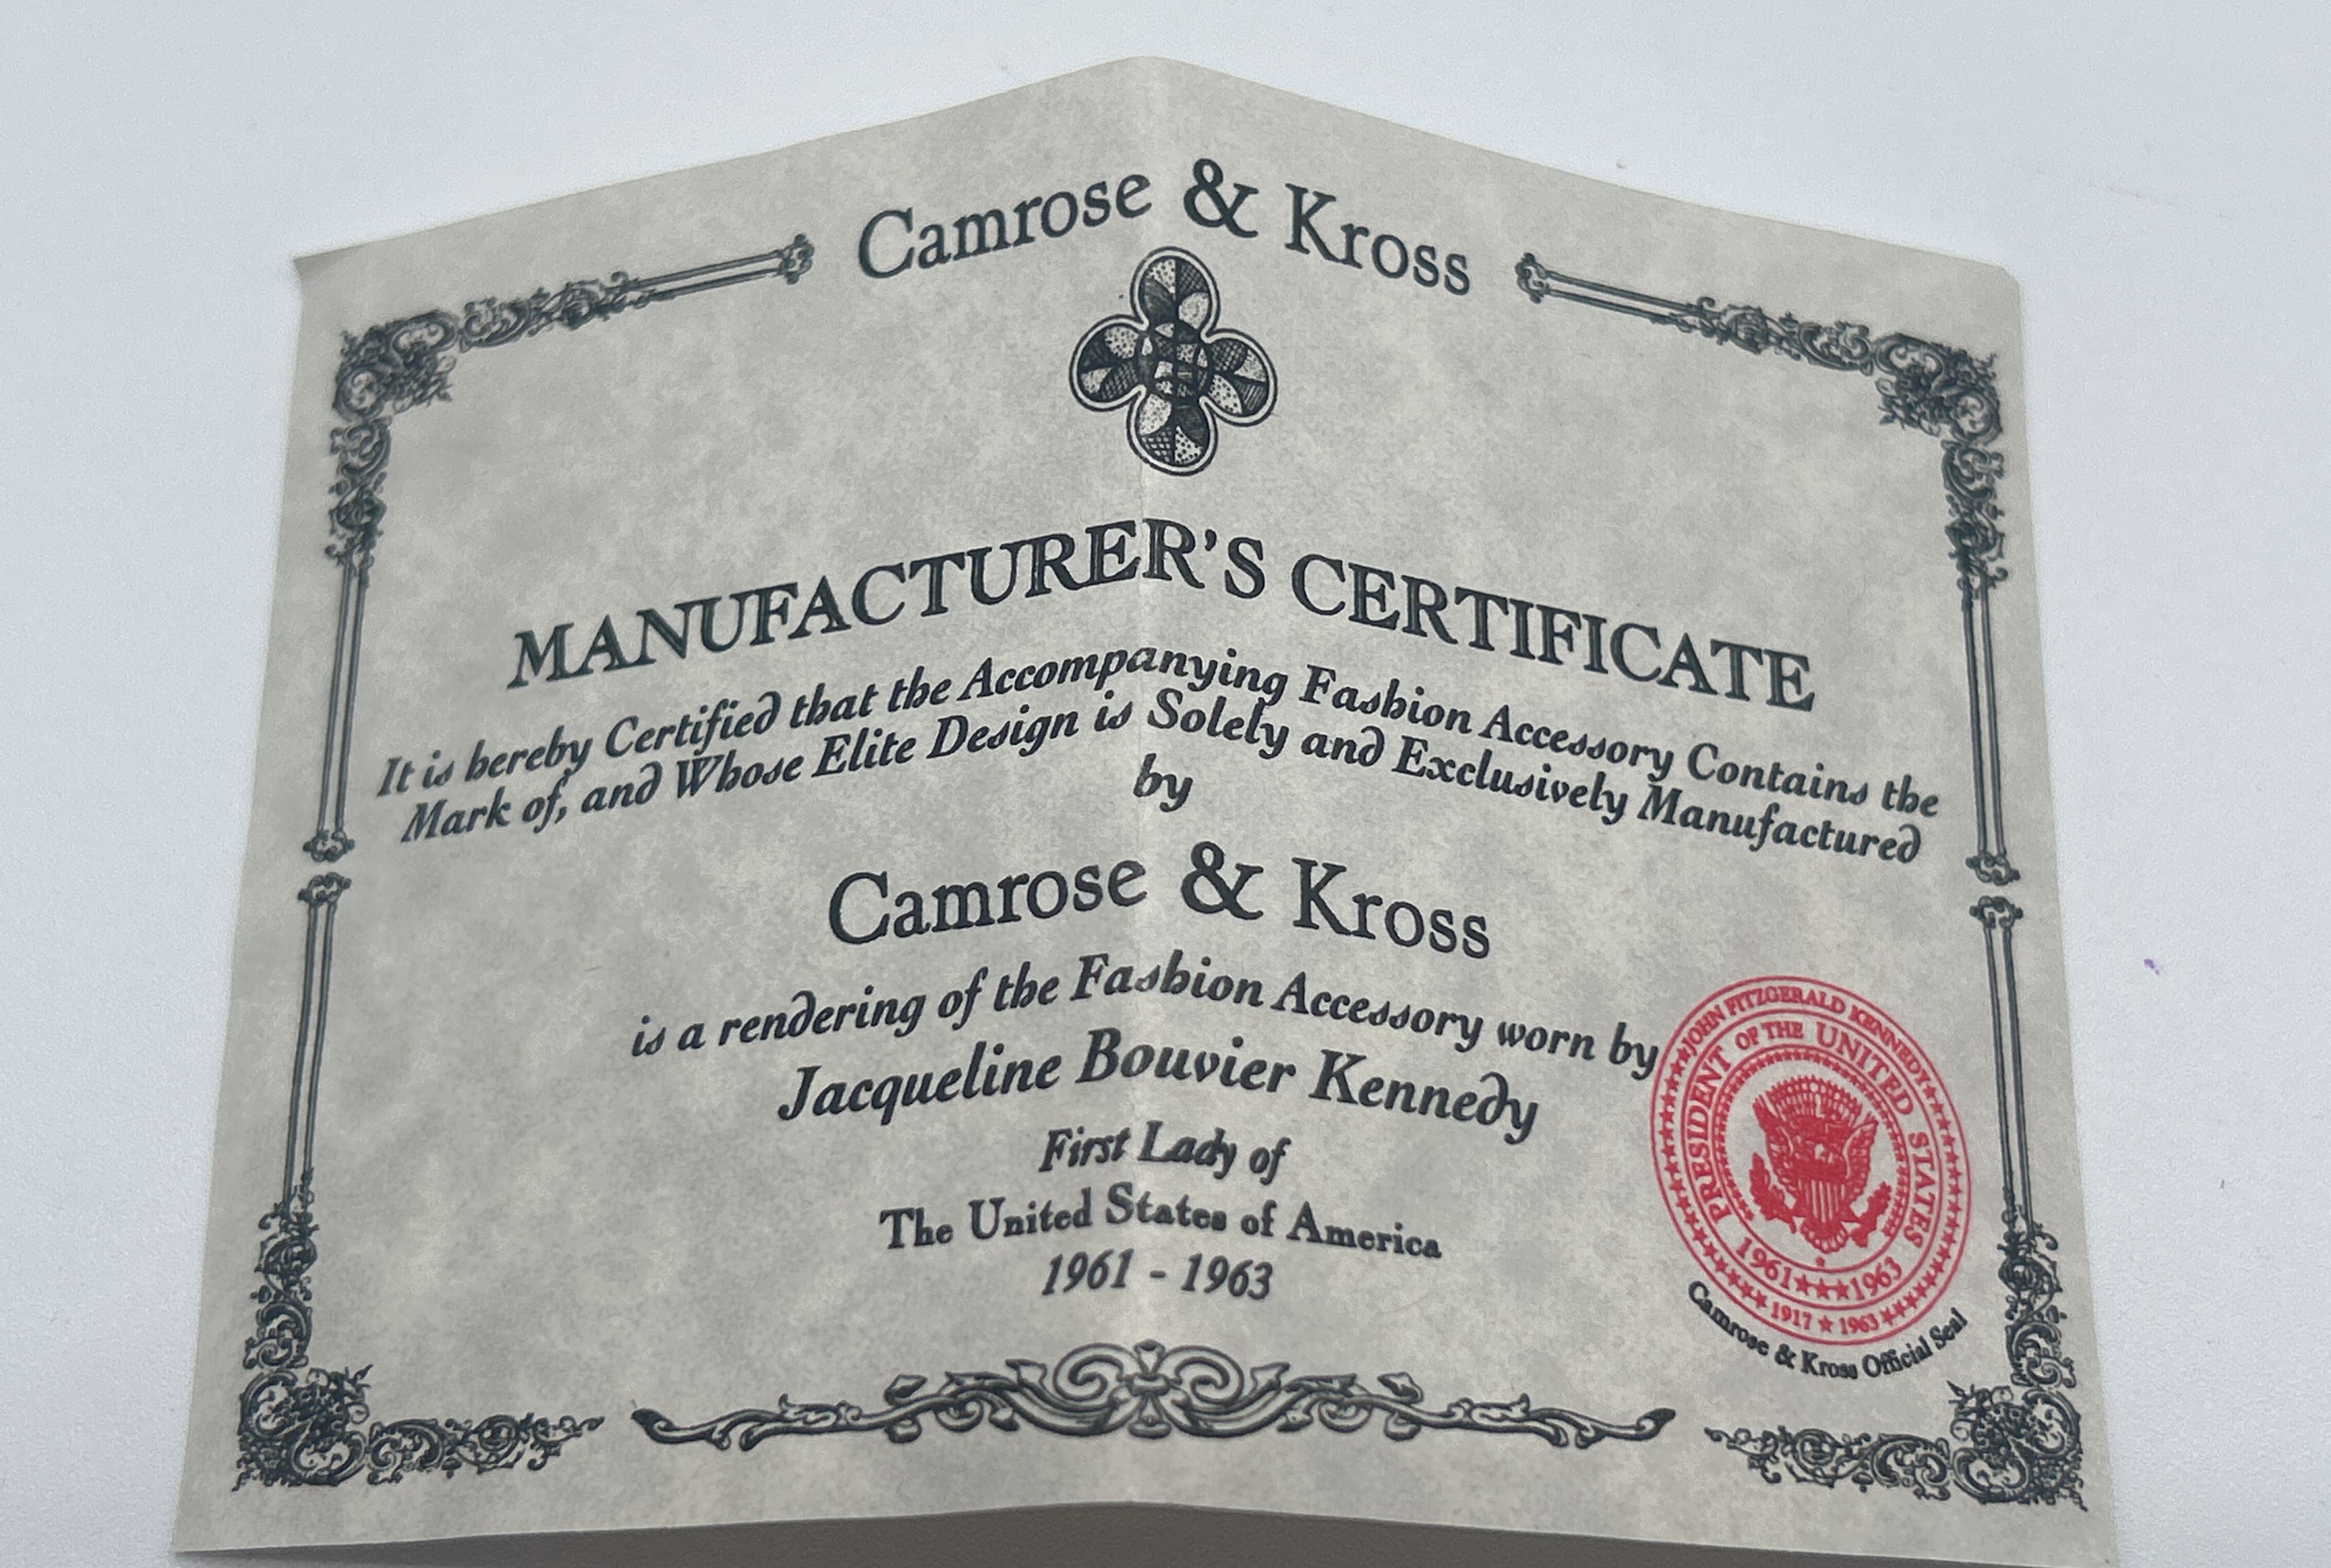 Camrose & Kross
MANUFACTURER'S CERTIFICATE
It is hereby Certified that the Accompanying Fashion Accessory Contains the
Mark of, and Whose Elite Design is Solely and Exclusively Manufactured
by
Camrose & Kross
is a rendering of the Fashion Accessory worn by
Jacqueline Bouvier Kennedy
First Lady of
The United States of America
1961 - 1963
JOHN FITZGERALD KENNEDY
PRESIDENT OF THE UNITED STATES
1961★★★1963
1917 ★ 1963
Camrose & Kross Official Seal